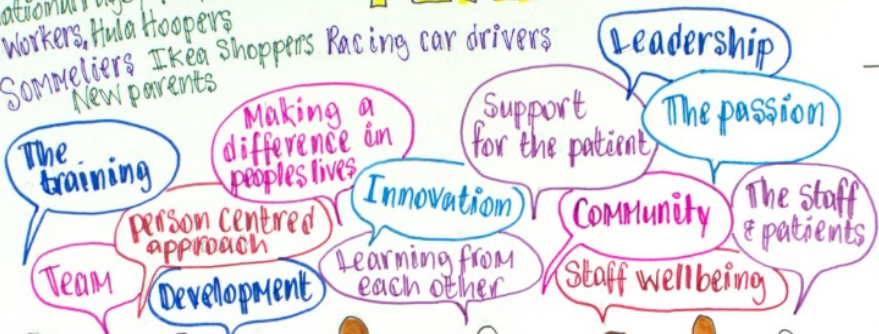 Workers, Hula Hoopers
Sommeliers Ikea Shoppers Racing car drivers
New parents
Leadership
Making a
difference in
peoples lives
Support
for the patient
The passion
The
training
Innovation
Community
The staff
& patients
person centred
approach
Team
Development
Learning from
each other
Staff wellbeing